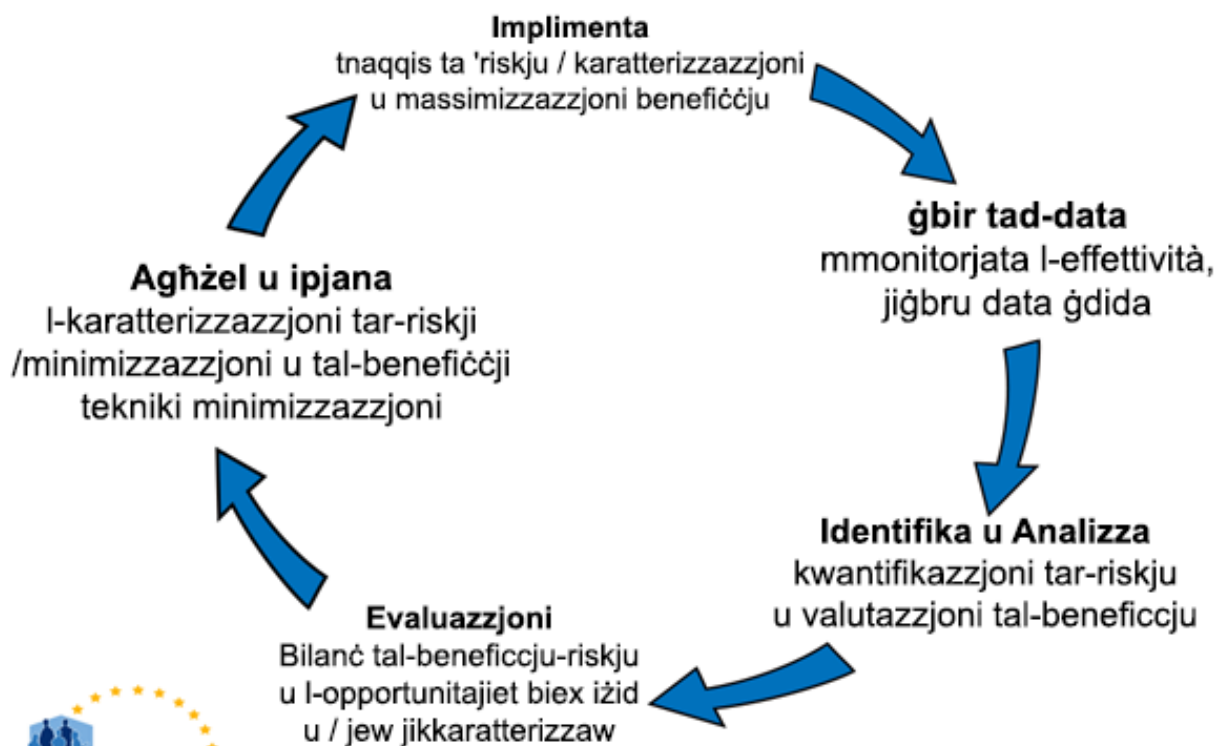 Implimenta
tnaqqis ta 'riskju / karatterizzazzjoni
u massimizzazzjoni benefiċċju
ġbir tad-data
mmonitorjata l-effettività,
jiġbru data ġdida
Identifika u Analizza
kwantifikazzjoni tar-riskju
u valutazzjoni tal-beneficcju
Evaluazzjoni
Bilanċ tal-beneficcju-riskju
u l-opportunitajiet biex iżid
u / jew jikkaratterizzaw
Agħżel u ipjana
l-karatterizzazzjoni tar-riskji
/minimizzazzjoni u tal-benefiċċji
tekniki minimizzazzjoni